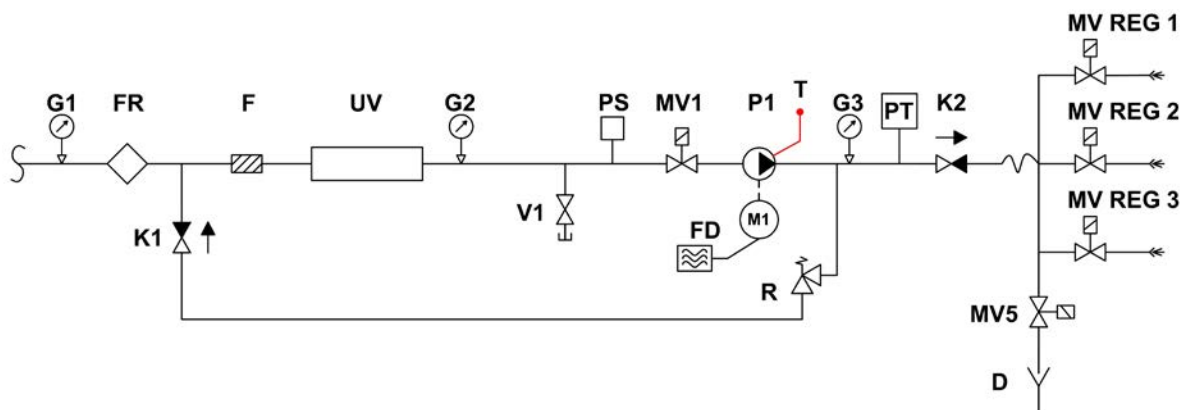 MV REG 1
G1 FR F UV G2 PS MV1 P1 T G3 PT K2
MV REG 2
MV REG 3
V1
M1
K1
FD
R
MV5
D